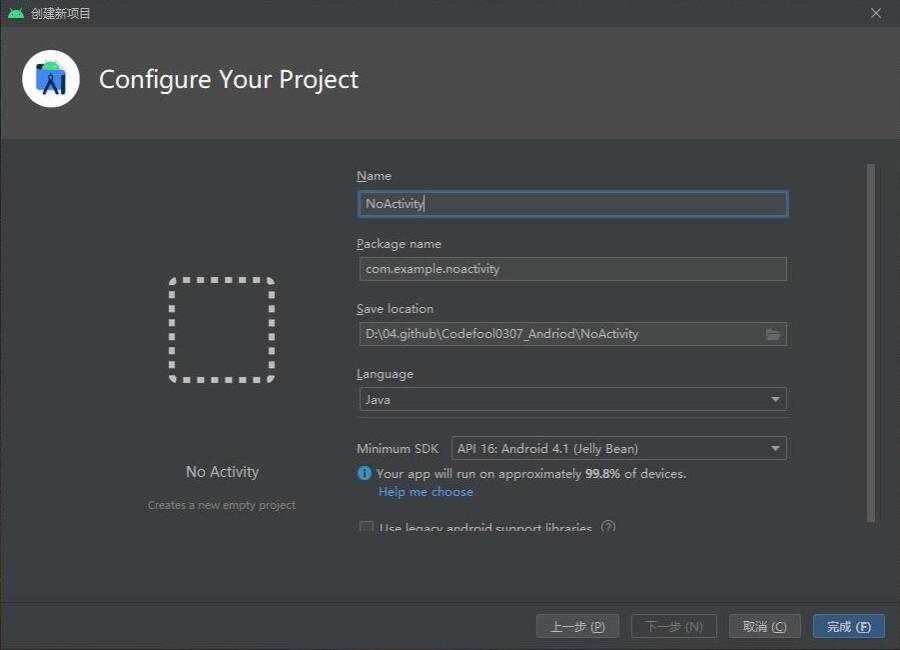 创建新项目
Configure Your Project
Name
NoActivity
Package name
com.example.noactivity
Save location
D:\04.github\Codefool0307_Andriod\NoActivity
Language
Java
Minimum SDK API 16: Android 4.1 (Jelly Bean)
Your app will run on approximately 99.8% of devices.
Help me choose
No Activity
Creates a new empty project
Use legacy android support libraries
上一步 (P) 下一步 (N) 取消 (C) 完成 (F)